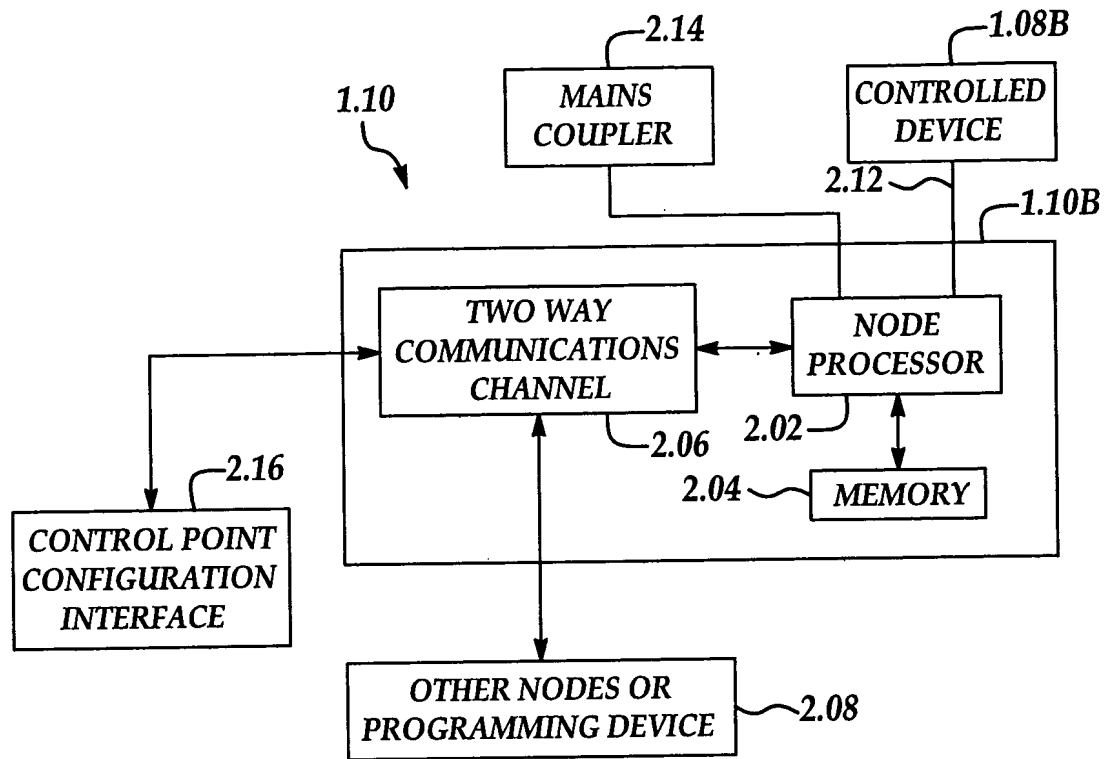 2.14
1.08B
MAINS
COUPLER
CONTROLLED
DEVICE
1.10
2.12
1.10B
TWO WAY
COMMUNICATIONS
CHANNEL
NODE
PROCESSOR
2.06
2.02
2.04
MEMORY
2.16
CONTROL POINT
CONFIGURATION
INTERFACE
OTHER NODES OR
PROGRAMMING DEVICE
2.08